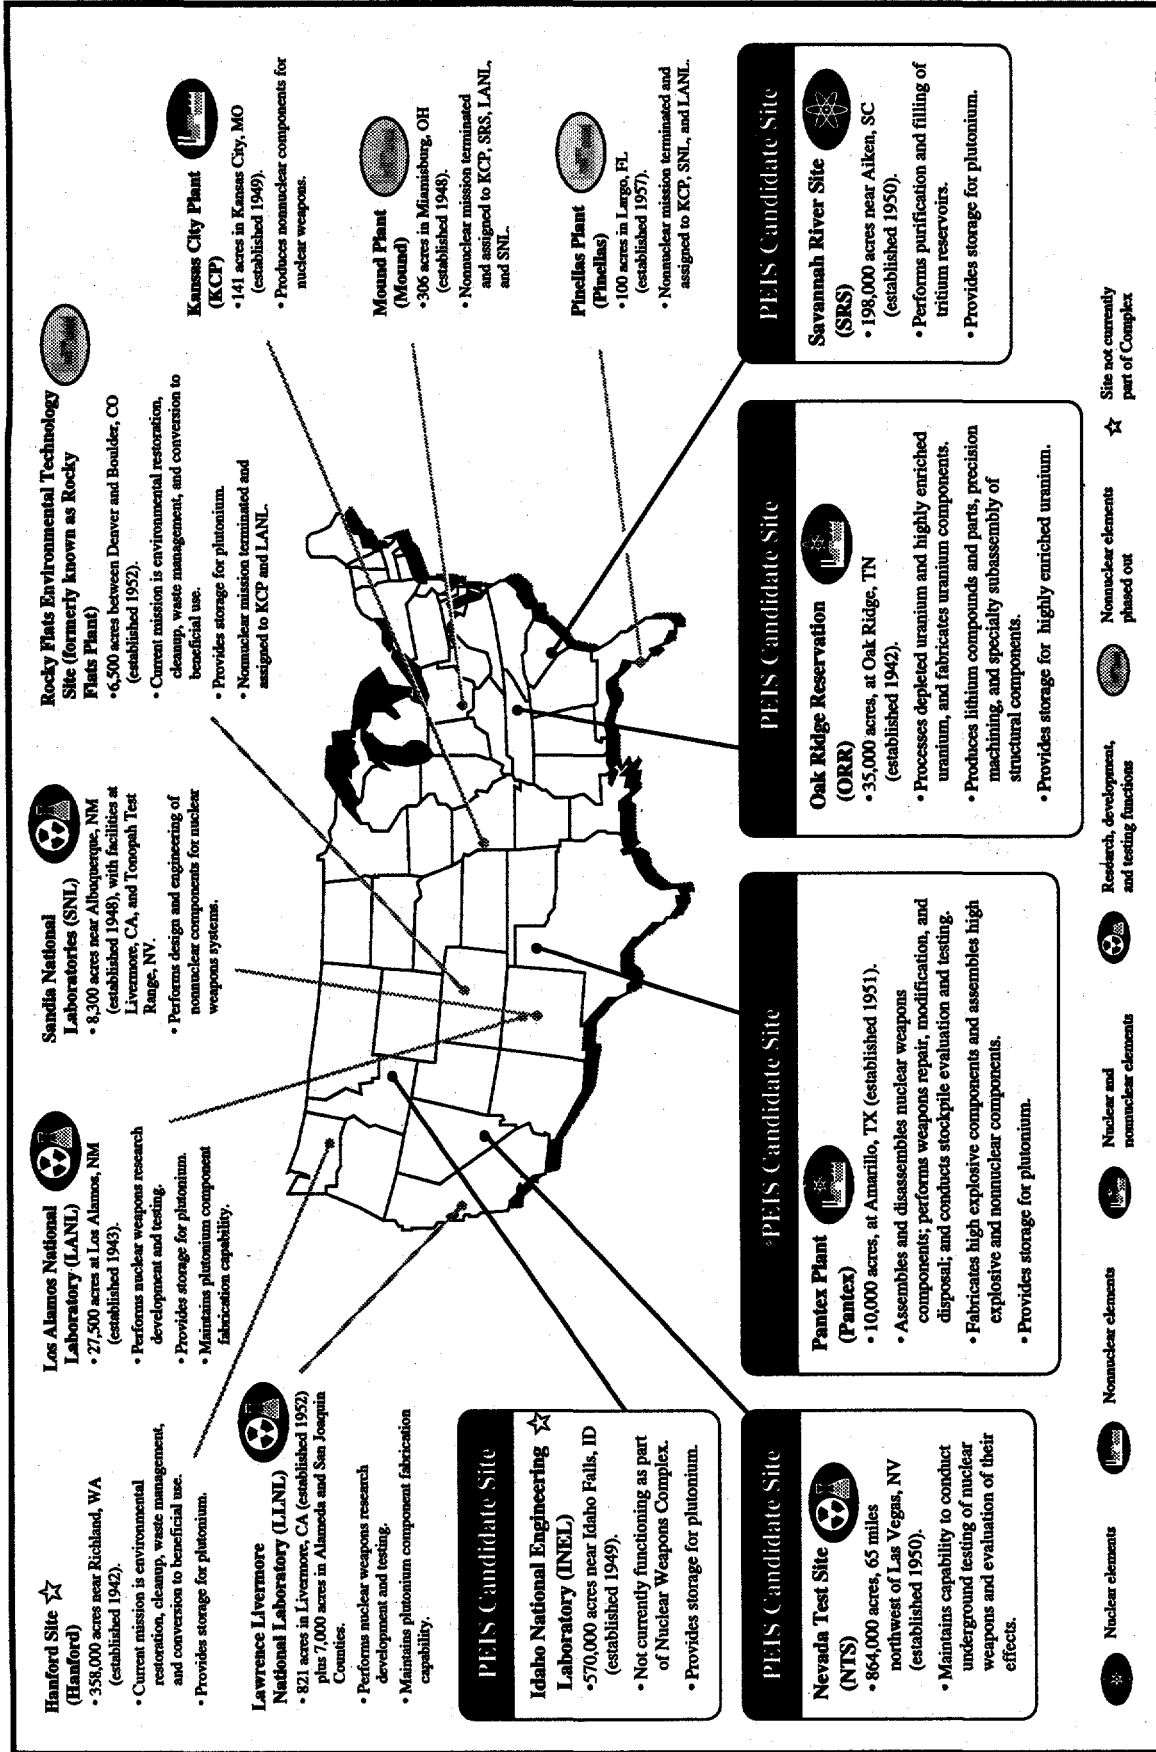 Hanford Site
(Hanford)
• 358,000 acres near Richland, WA
(established 1942).
• Current mission is environmental
restoration, cleanup, waste management,
and conversion to beneficial use.
• Provides storage for plutonium.
Los Alamos National
Laboratory (LANL)
• 27,500 acres at Los Alamos, NM
(established 1943).
• Performs nuclear weapons research
development and testing.
• Provides storage for plutonium.
• Maintains plutonium component
fabrication capability.
Sandia National
Laboratories (SNL)
• 8,300 acres near Albuquerque, NM
(established 1948), with facilities at
Livermore, CA, and Tonopah Test
Range, NV.
• Performs design and engineering of
nonnuclear components for nuclear
weapons systems.
Rocky Flats Environmental Technology
Site (formerly known as Rocky
Flats Plant)
• 6,500 acres between Denver and Boulder, CO
(established 1952).
• Current mission is environmental restoration,
cleanup, waste management, and conversion to
beneficial use.
• Provides storage for plutonium.
• Nonnuclear mission terminated and
assigned to KCP and LANL.
Kansas City Plant
(KCP)
• 141 acres in Kansas City, MO
(established 1949).
• Produces nonnuclear components for
nuclear weapons.
Mound Plant
(Mound)
• 306 acres in Miamisburg, OH
(established 1948).
• Nonnuclear mission terminated
and assigned to KCP, SRS, LANL,
and SNL.
Pinellas Plant
(Pinellas)
• 100 acres in Largo, FL
(established 1957).
• Nonnuclear mission terminated and
assigned to KCP, SNL, and LANL.
Lawrence Livermore
National Laboratory (LLNL)
• 821 acres in Livermore, CA (established 1952)
plus 7,000 acres in Alameda and San Joaquin
Counties.
• Performs nuclear weapons research
development and testing.
• Maintains plutonium component fabrication
capability.
PEIS Candidate Site
Idaho National Engineering
Laboratory (INEL)
• 570,000 acres near Idaho Falls, ID
(established 1949).
• Not currently functioning as part
of Nuclear Weapons Complex.
• Provides storage for plutonium.
PEIS Candidate Site
Nevada Test Site
(NTS)
• 864,000 acres, 65 miles
northwest of Las Vegas, NV
(established 1950).
• Maintains capability to conduct
underground testing of nuclear
weapons and evaluation of their
effects.
PEIS Candidate Site
Pantex Plant
(Pantex)
• 10,000 acres, at Amarillo, TX (established 1951).
• Assembles and disassembles nuclear weapons
components; performs weapons repair, modification, and
disposal; and conducts stockpile evaluation and testing.
• Fabricates high explosive components and assembles high
explosive and nonnuclear components.
• Provides storage for plutonium.
PEIS Candidate Site
Oak Ridge Reservation
(ORR)
• 35,000 acres, at Oak Ridge, TN
(established 1942).
• Processes depleted uranium and highly enriched
uranium, and fabricates uranium components.
• Produces lithium compounds and parts, precision
machining, and specialty subassembly of
structural components.
• Provides storage for highly enriched uranium.
PEIS Candidate Site
Savannah River Site
(SRS)
• 198,000 acres near Aiken, SC
(established 1950).
• Performs purification and filling of
tritium reservoirs.
• Provides storage for plutonium.
Nuclear elements
Nonnuclear elements
Nuclear and
nonnuclear elements
Research, development,
and testing functions
Nonnuclear elements
phased out
Site not currently
part of Complex